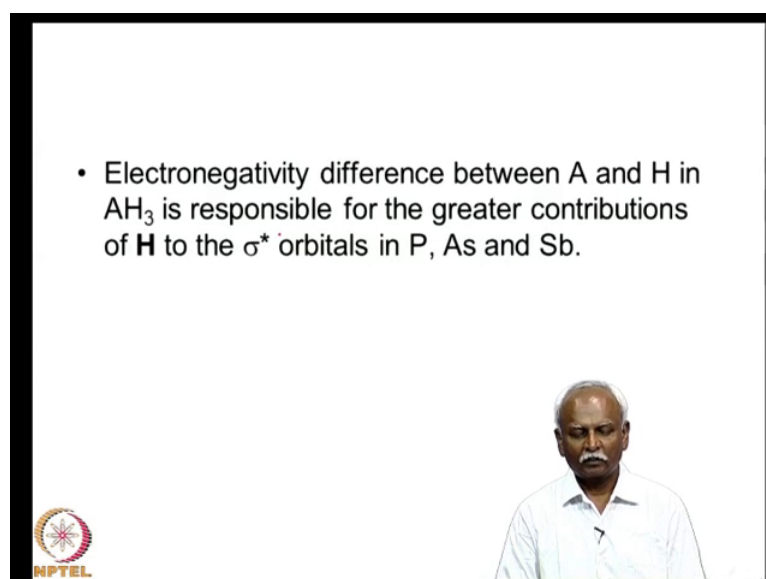 • Electronegativity difference between A and H in
AH₃ is responsible for the greater contributions
of H to the σ* orbitals in P, As and Sb.
NPTEL